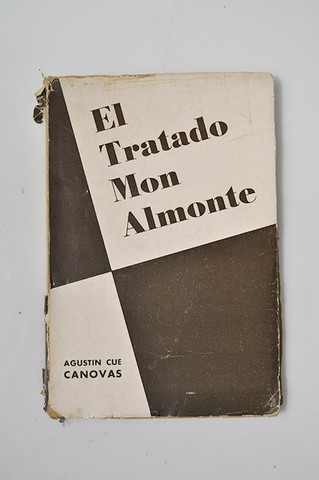 El
Tratado
Mon
Almonte
AGUSTIN CUE
CANOVAS